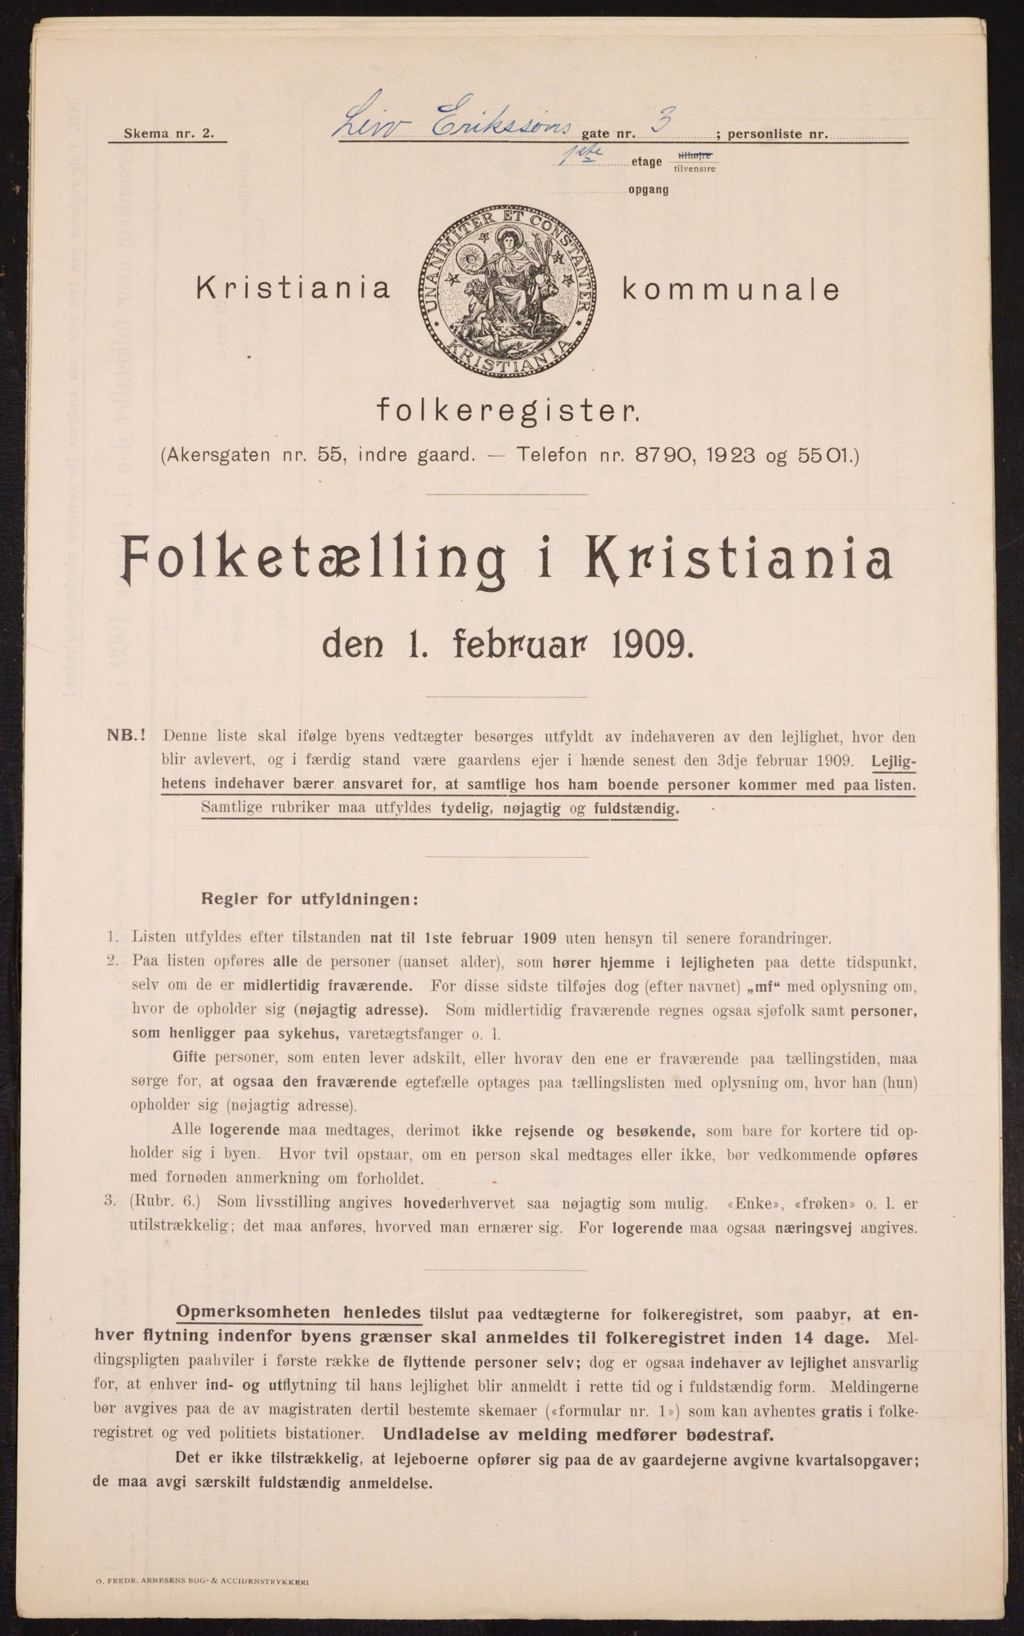 Skema nr. 2. Leiv Erikssøns gate nr. 3 ; personliste nr.
1ste etage tilhøjre
tilvenstre
opgang
UNANIMITER ET CONSTANTER
KRISTIANIA
Kristiania kommunale
folkeregister.
(Akersgaten nr. 55, indre gaard. — Telefon nr. 8790, 1923 og 5501.)
Folketælling i Kristiania
den 1. februar 1909.
NB.! Denne liste skal ifølge byens vedtægter besørges utfyldt av indehaveren av den lejlighet, hvor den
blir avlevert, og i færdig stand være gaardens ejer i hænde senest den 3dje februar 1909. Lejlig-
hetens indehaver bærer ansvaret for, at samtlige hos ham boende personer kommer med paa listen.
Samtlige rubriker maa utfyldes tydelig, nøjagtig og fuldstændig.
Regler for utfyldningen:
1. Listen utfyldes efter tilstanden nat til 1ste februar 1909 uten hensyn til senere forandringer.
2. Paa listen opføres alle de personer (uanset alder), som hører hjemme i lejligheten paa dette tidspunkt,
selv om de er midlertidig fraværende. For disse sidste tilføjes dog (efter navnet) „mf“ med oplysning om,
hvor de opholder sig (nøjagtig adresse). Som midlertidig fraværende regnes ogsaa sjøfolk samt personer,
som henligger paa sykehus, varetægtsfanger o. l.
Gifte personer, som enten lever adskilt, eller hvorav den ene er fraværende paa tællingstiden, maa
sørge for, at ogsaa den fraværende egtefælle optages paa tællingslisten med oplysning om, hvor han (hun)
opholder sig (nøjagtig adresse).
Alle logerende maa medtages, derimot ikke rejsende og besøkende, som bare for kortere tid op-
holder sig i byen. Hvor tvil opstaar, om en person skal medtages eller ikke, bør vedkommende opføres
med fornøden anmerkning om forholdet.
3. (Rubr. 6.) Som livsstilling angives hovederhvervet saa nøjagtig som mulig. «Enke», «frøken» o. l. er
utilstrækkelig; det maa anføres, hvorved man ernærer sig. For logerende maa ogsaa næringsvej angives.
Opmerksomheten henledes tilslut paa vedtægterne for folkeregistret, som paabyr, at en-
hver flytning indenfor byens grænser skal anmeldes til folkeregistret inden 14 dage. Mel-
dingspligten paahviler i første række de flyttende personer selv; dog er ogsaa indehaver av lejlighet ansvarlig
for, at enhver ind- og utflytning til hans lejlighet blir anmeldt i rette tid og i fuldstændig form. Meldingerne
bør avgives paa de av magistraten dertil bestemte skemaer («formular nr. 1») som kan avhentes gratis i folke-
registret og ved politiets bistationer. Undladelse av melding medfører bødestraf.
Det er ikke tilstrækkelig, at lejeboerne opfører sig paa de av gaardejerne avgivne kvartalsopgaver;
de maa avgi særskilt fuldstændig anmeldelse.
O. FREDR. ARNESENS BOG- & ACCIDENSTRYKKERI